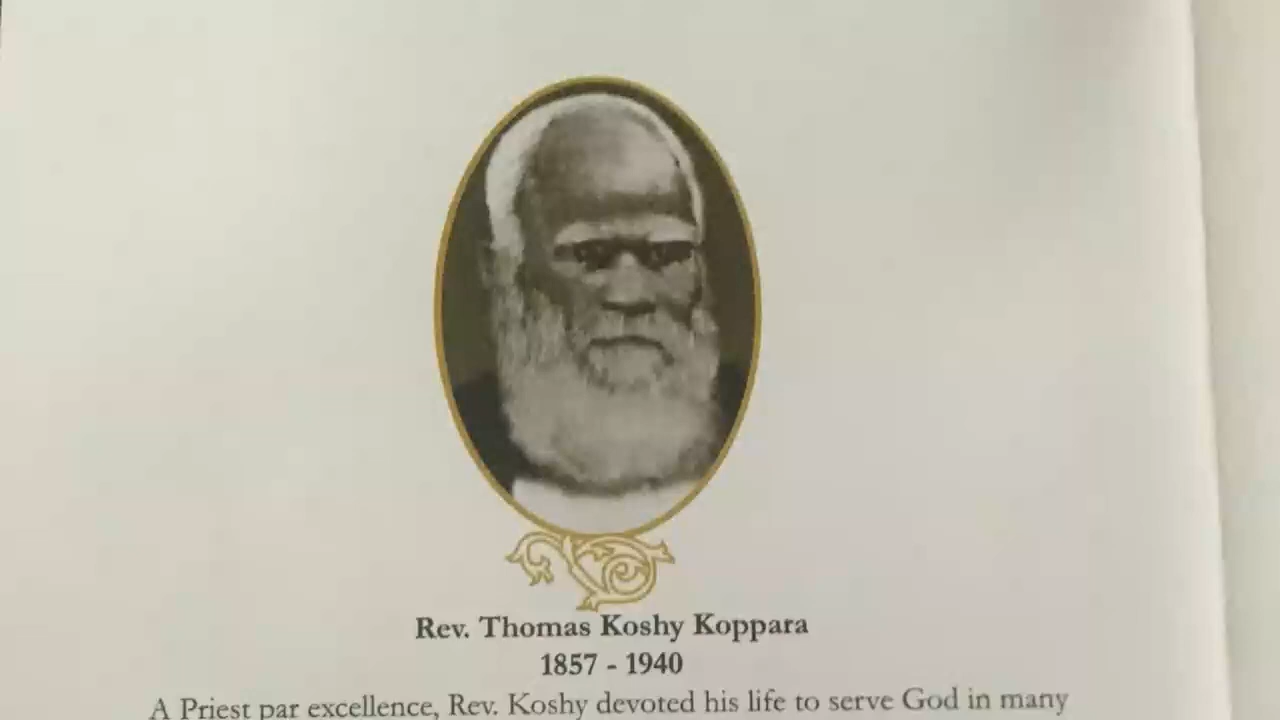 Rev. Thomas Koshy Koppara
1857 - 1940
A Priest par excellence, Rev. Koshy devoted his life to serve God in many